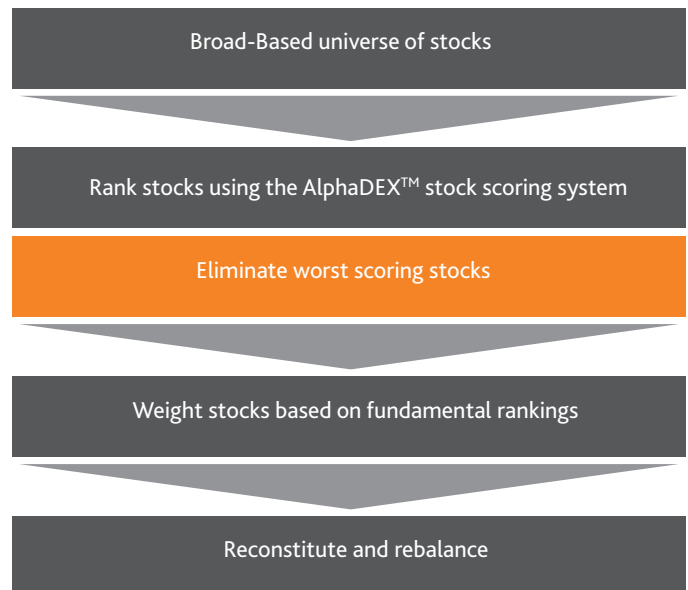 Broad-Based universe of stocks
Rank stocks using the AlphaDEX™ stock scoring system
Eliminate worst scoring stocks
Weight stocks based on fundamental rankings
Reconstitute and rebalance